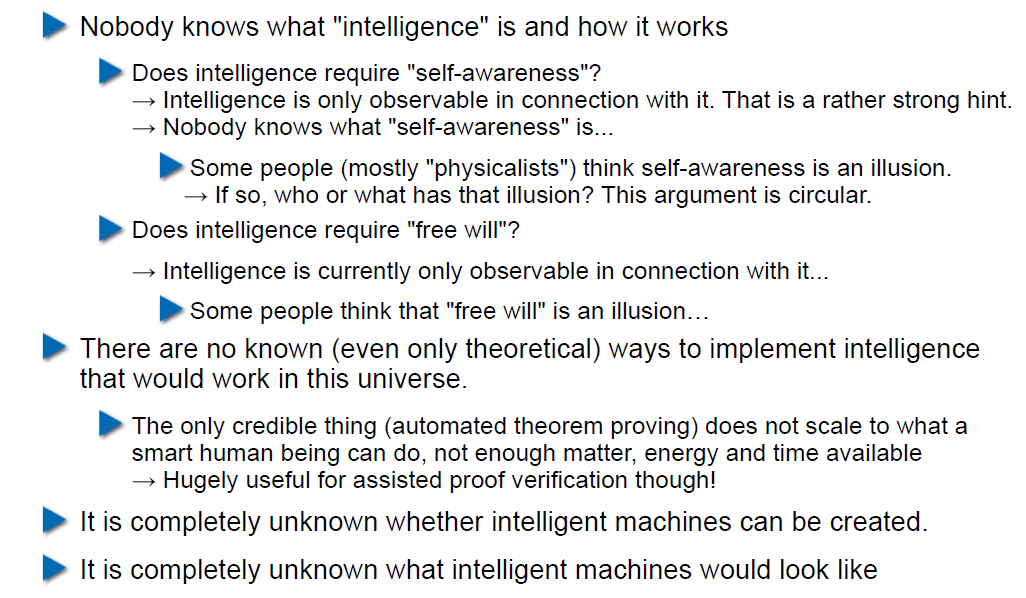 Nobody knows what "intelligence" is and how it works
Does intelligence require "self-awareness"?
→ Intelligence is only observable in connection with it. That is a rather strong hint.
→ Nobody knows what "self-awareness" is...
Some people (mostly "physicalists") think self-awareness is an illusion.
→ If so, who or what has that illusion? This argument is circular.
Does intelligence require "free will"?
→ Intelligence is currently only observable in connection with it...
Some people think that "free will" is an illusion…
There are no known (even only theoretical) ways to implement intelligence
that would work in this universe.
The only credible thing (automated theorem proving) does not scale to what a
smart human being can do, not enough matter, energy and time available
→ Hugely useful for assisted proof verification though!
It is completely unknown whether intelligent machines can be created.
It is completely unknown what intelligent machines would look like